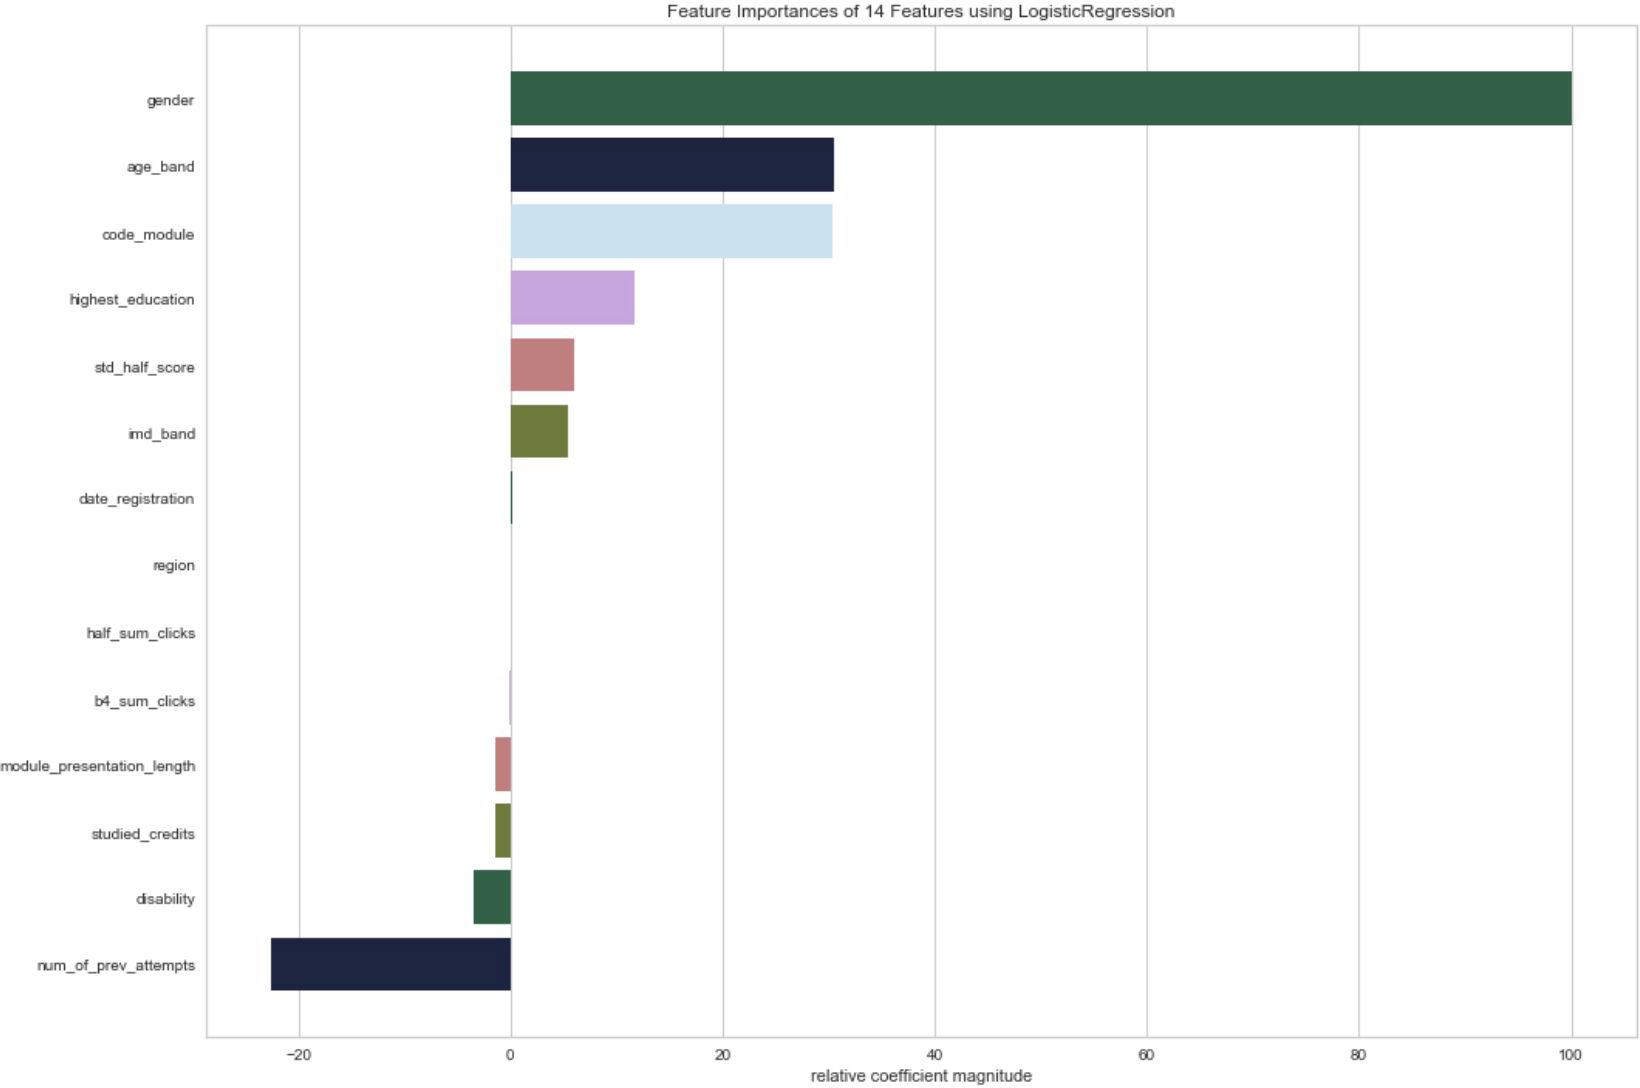 Feature Importances of 14 Features using LogisticRegression
gender
age_band
code_module
highest_education
std_half_score
imd_band
date_registration
region
half_sum_clicks
b4_sum_clicks
module_presentation_length
studied_credits
disability
num_of_prev_attempts
−20 0 20 40 60 80 100
relative coefficient magnitude